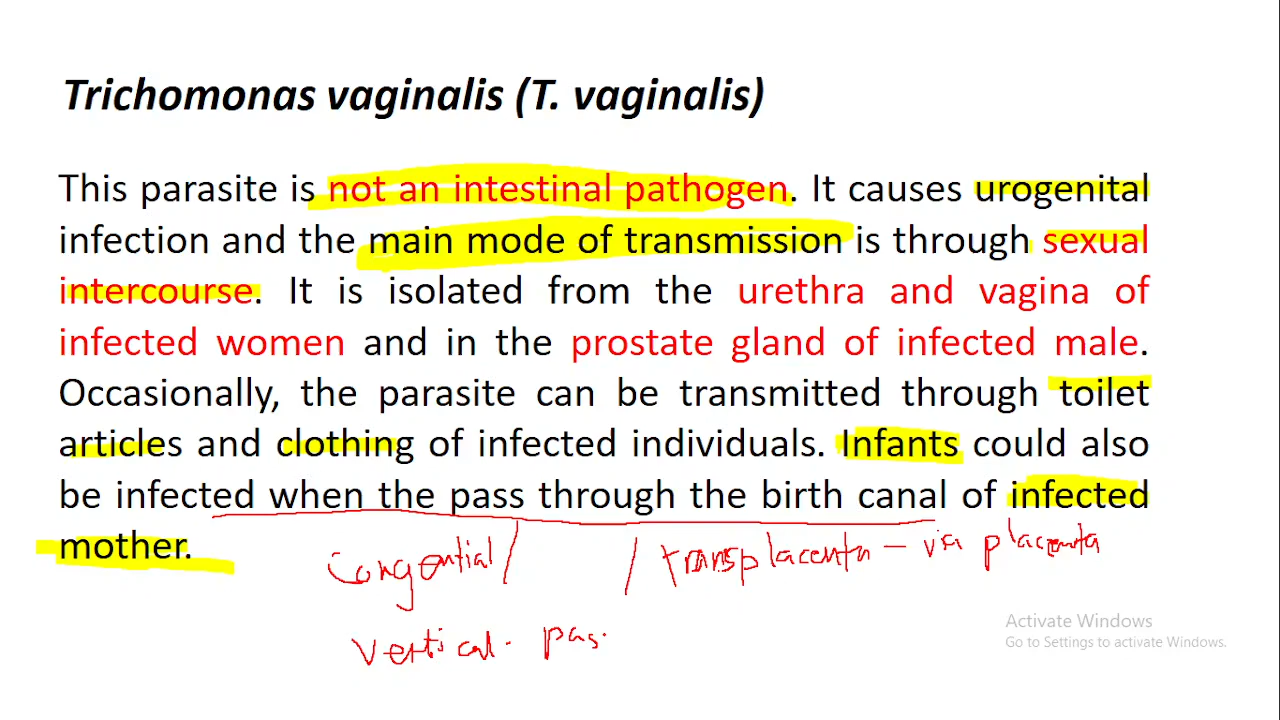 Trichomonas vaginalis (T. vaginalis)
This parasite is not an intestinal pathogen. It causes urogenital
infection and the main mode of transmission is through sexual
intercourse. It is isolated from the urethra and vagina of
infected women and in the prostate gland of infected male.
Occasionally, the parasite can be transmitted through toilet
articles and clothing of infected individuals. Infants could also
be infected when the pass through the birth canal of infected
mother.
Congential / / transplacenta – via placenta
vertical. pas
Activate Windows
Go to Settings to activate Windows.